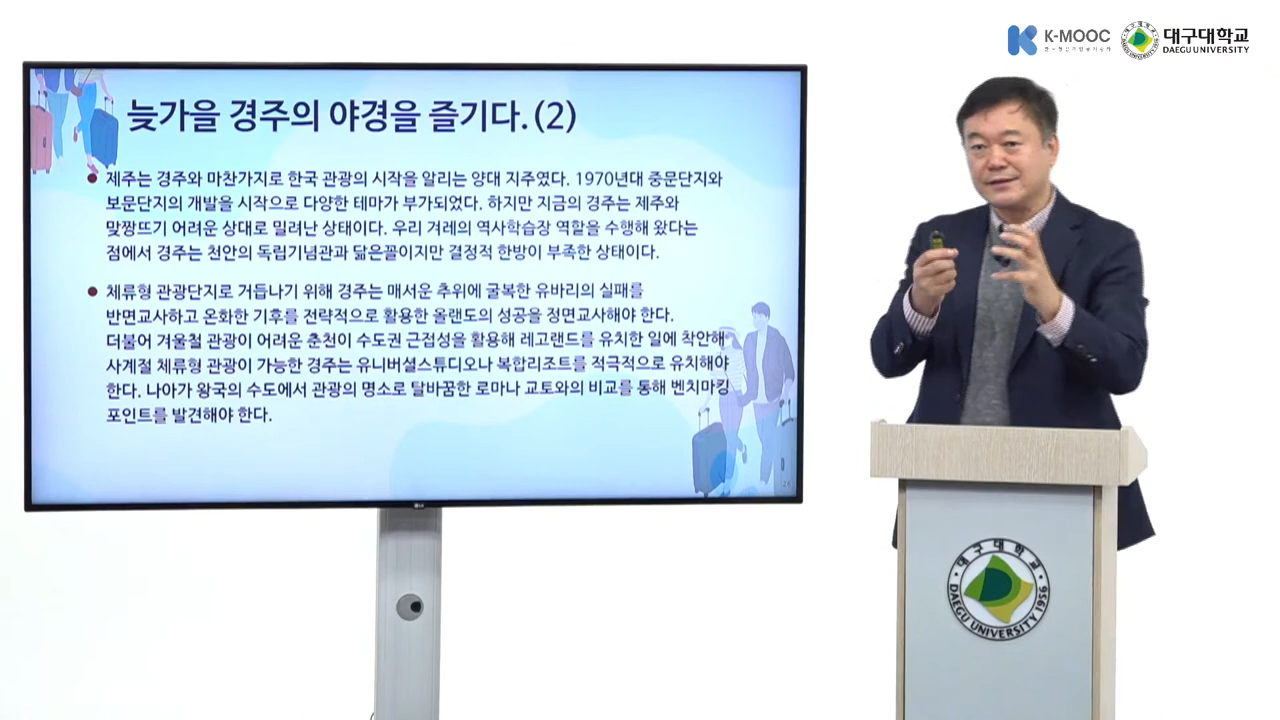 K-MOOC
대구대학교
DAEGU UNIVERSITY
늦가을 경주의 야경을 즐기다.(2)
제주는 경주와 마찬가지로 한국 관광의 시작을 알리는 양대 지주였다. 1970년대 중문단지와
보문단지의 개발을 시작으로 다양한 테마가 부가되었다. 하지만 지금의 경주는 제주와
맞짱뜨기 어려운 상대로 밀려난 상태이다. 우리 겨레의 역사학습장 역할을 수행해 왔다는
점에서 경주는 천안의 독립기념관과 닮은꼴이지만 결정적 한방이 부족한 상태이다.
체류형 관광단지로 거듭나기 위해 경주는 매서운 추위에 굴복한 유바리의 실패를
반면교사하고 온화한 기후를 전략적으로 활용한 올랜도의 성공을 정면교사해야 한다.
더불어 겨울철 관광이 어려운 춘천이 수도권 근접성을 활용해 레고랜드를 유치한 일에 착안해
사계절 체류형 관광이 가능한 경주는 유니버셜스튜디오나 복합리조트를 적극적으로 유치해야
한다. 나아가 왕국의 수도에서 관광의 명소로 탈바꿈한 로마나 교토와의 비교를 통해 벤치마킹
포인트를 발견해야 한다.
LG
대구대학교
DAEGU UNIVERSITY 1956